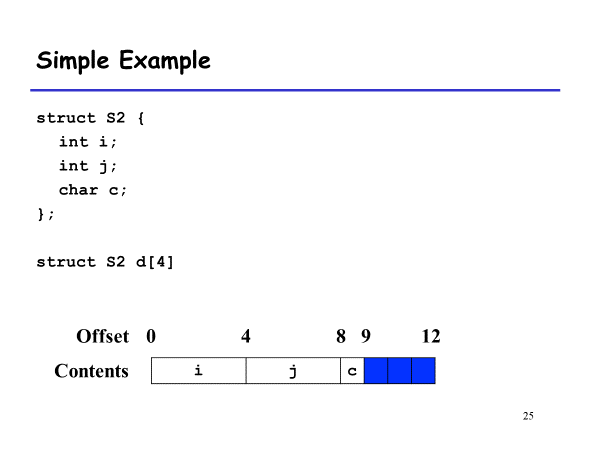 Simple Example
struct S2 {
int i;
int j;
char c;
};
struct S2 d[4]
Offset 0 4 8 9 12
Contents i j c
25